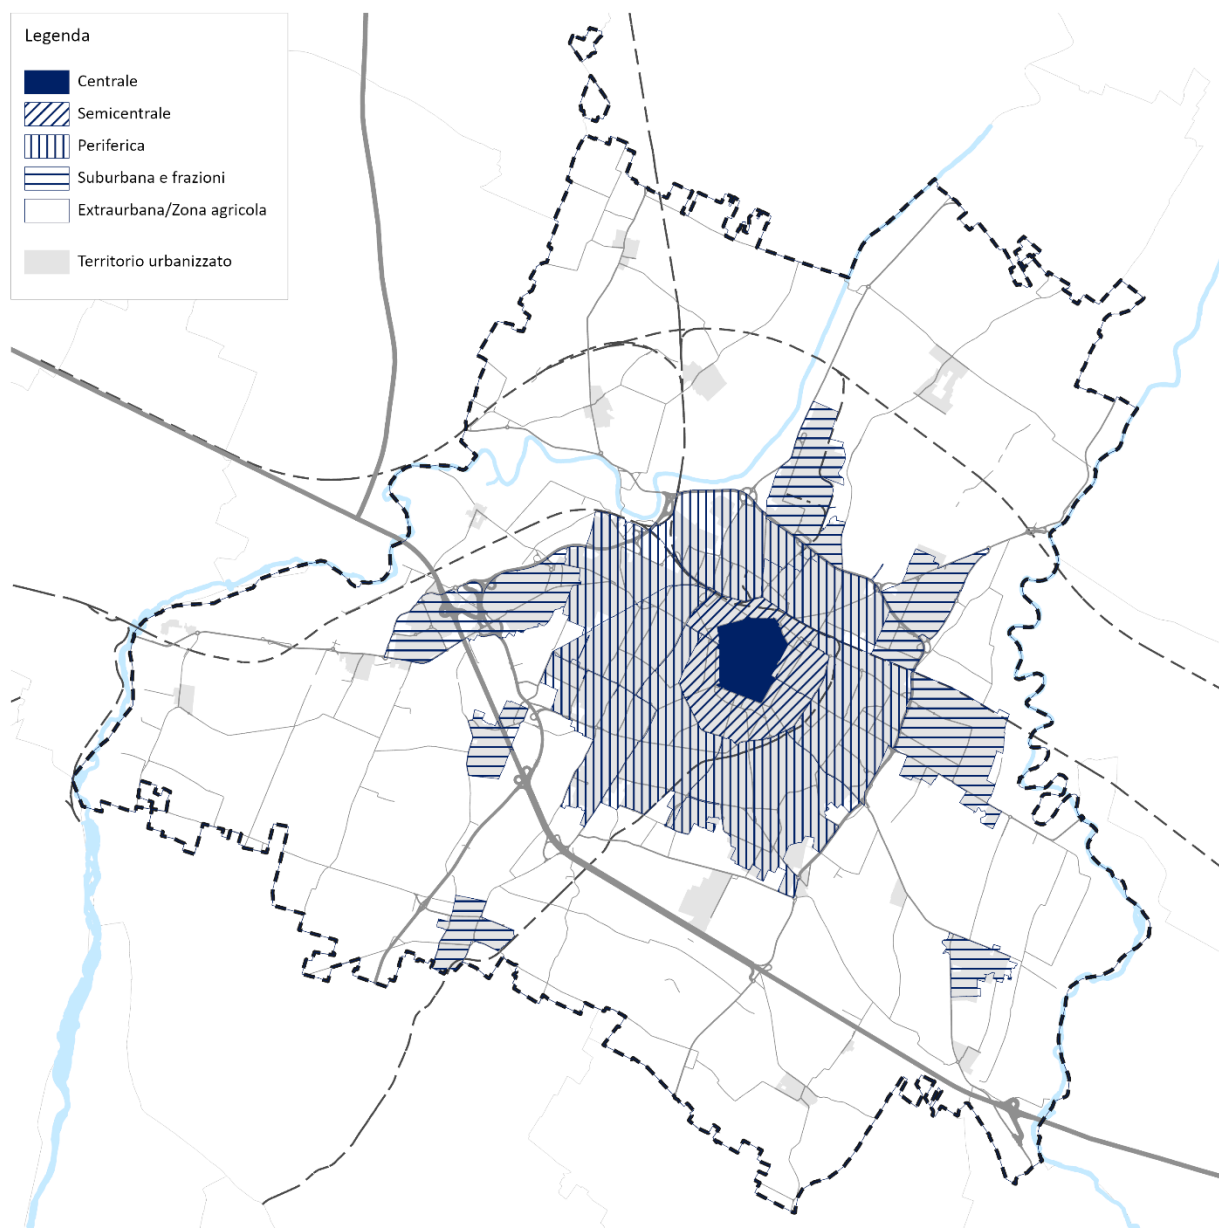 Legenda
Centrale
Semicentrale
Periferica
Suburbana e frazioni
Extraurbana/Zona agricola
Territorio urbanizzato